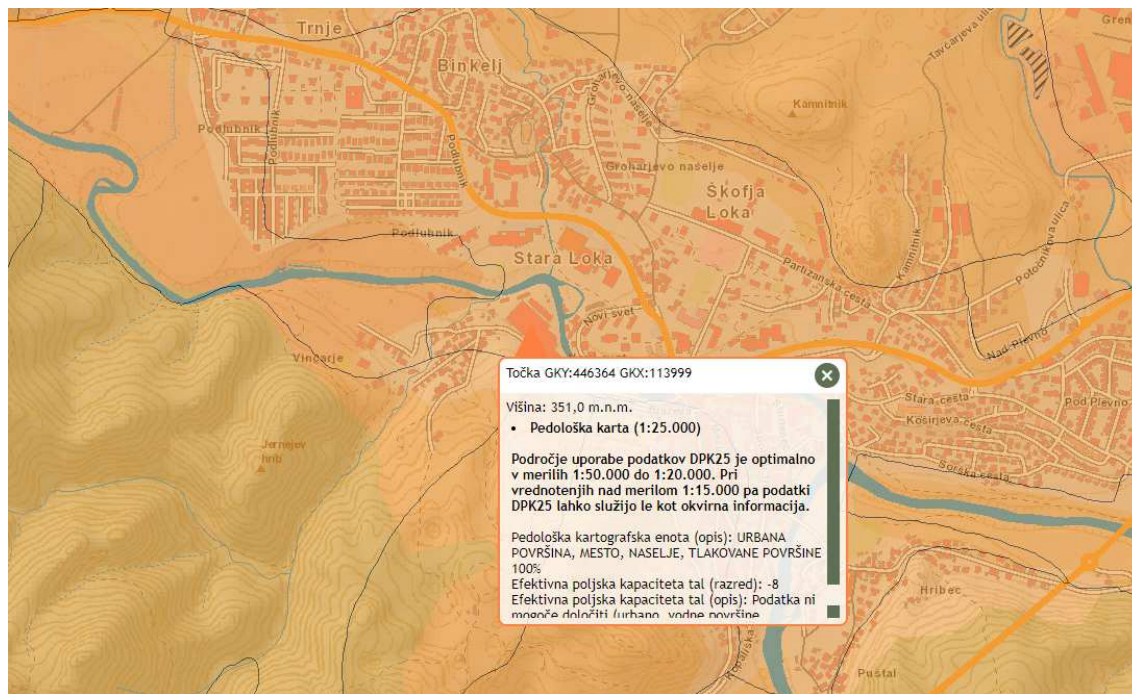 Trnje
Binkelj
Groharjevo naselje
Tavčarjeva ulica
Gren
Kamnitnik
Podlubnik
Podlubnik
Podlubnik
Groharjevo naselje
Škofja
Loka
Podlubnik
Stara Loka
Partizanska cesta
Kamnitnik
Potočnikova ulica
Novi svet
Vinčarje
Nad Plevno
Točka GKY:446364 GKX:113999
Višina: 351,0 m.n.m.
• Pedološka karta (1:25.000)
Področje uporabe podatkov DPK25 je optimalno
v merilih 1:50.000 do 1:20.000. Pri
vrednotenjih nad merilom 1:15.000 pa podatki
DPK25 lahko služijo le kot okvirna informacija.
Pedološka kartografska enota (opis): URBANA
POVRŠINA, MESTO, NASELJE, TLAKOVANE POVRŠINE
100%
Efektivna poljska kapaciteta tal (razred): -8
Efektivna poljska kapaciteta tal (opis): Podatka ni
mogoče določiti (urbano, vodne površine
Stara cesta
Pod Plevno
Koširjeva cesta
Jernejev
hrib
Sorska cesta
Hribec
Puštal
Kopališka